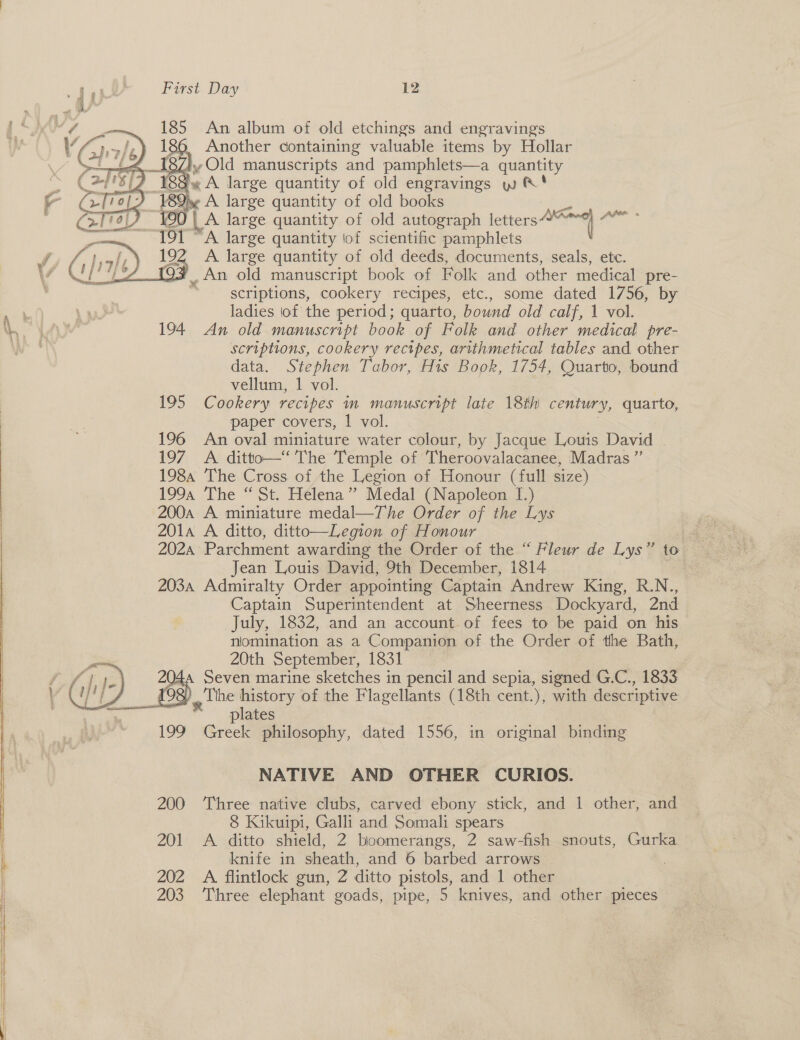 First Day 12
185 An album of old etchings and engravings
186 Another containing valuable items by Hollar
187 Old manuscripts and pamphlets—a quantity
188 A large quantity of old engravings
189 A large quantity of old books
190 A large quantity of old autograph letters
191 A large quantity of scientific pamphlets
192 A large quantity of old deeds, documents, seals, etc.
193 An old manuscript book of Folk and other medical pre-
scriptions, cookery recipes, etc., some dated 1756, by
ladies of the period; quarto, bound old calf, 1 vol.
194 An old manuscript book of Folk and other medical pre-
scriptions, cookery recipes, arithmetical tables and other
data. Stephen Tabor, His Book, 1754, Quarto, bound
vellum, 1 vol.
195 Cookery recipes in manuscript late 18th century, quarto,
paper covers, 1 vol.
196 An oval miniature water colour, by Jacque Louis David
197 A ditto—“ The Temple of Theroovalacanee, Madras ”
198A The Cross of the Legion of Honour (full size)
199A The “ St. Helena ” Medal (Napoleon I.)
200A A miniature medal—The Order of the Lys
201A A ditto, ditto—Legion of Honour
202A Parchment awarding the Order of the “ Fleur de Lys ” to
Jean Louis David, 9th December, 1814
203A Admiralty Order appointing Captain Andrew King, R.N.,
Captain Superintendent at Sheerness Dockyard, 2nd
July, 1832, and an account of fees to be paid on his
nomination as a Companion of the Order of the Bath,
20th September, 1831
204A Seven marine sketches in pencil and sepia, signed G.C., 1833
198 The history of the Flagellants (18th cent.), with descriptive
plates
199 Greek philosophy, dated 1556, in original binding
NATIVE AND OTHER CURIOS.
200 Three native clubs, carved ebony stick, and 1 other, and
8 Kikuipi, Galli and Somali spears
201 A ditto shield, 2 boomerangs, 2 saw-fish snouts, Gurka
knife in sheath, and 6 barbed arrows
202 A flintlock gun, 2 ditto pistols, and 1 other
203 Three elephant goads, pipe, 5 knives, and other pieces